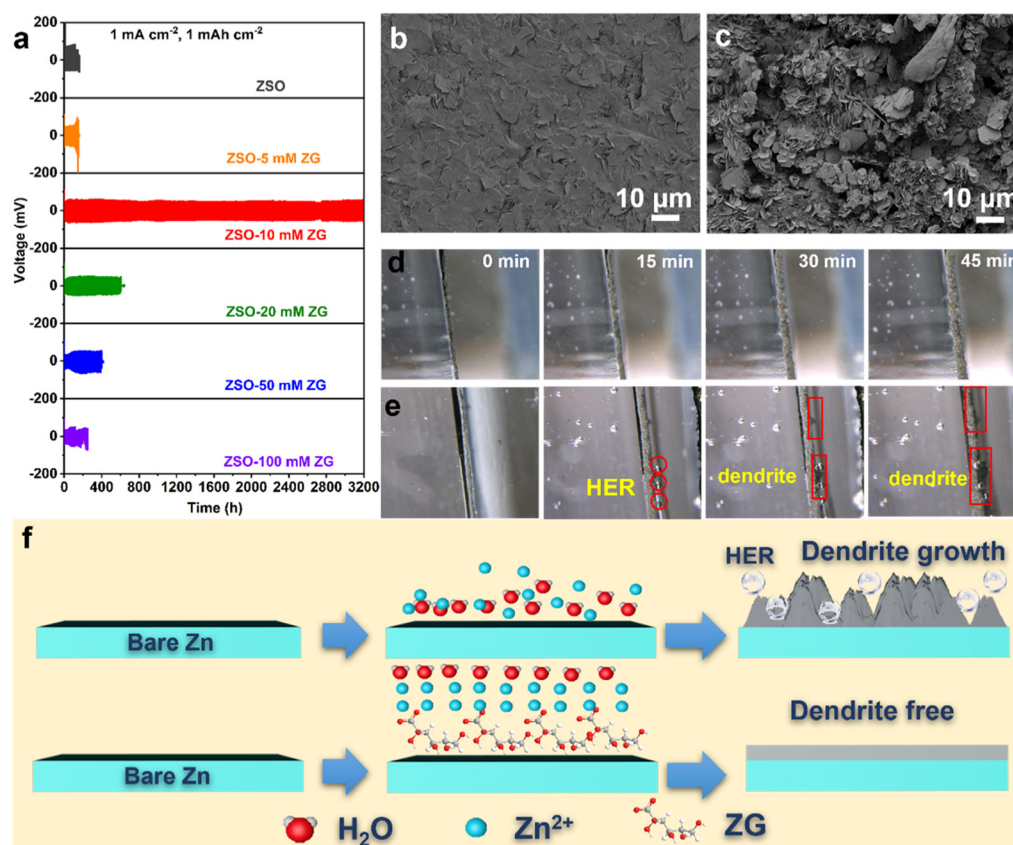 a
1 mA cm⁻², 1 mAh cm⁻²
200
0
-200
0
-200
0
-200
0
-200
0
-200
0
-200
ZSO
ZSO-5 mM ZG
ZSO-10 mM ZG
ZSO-20 mM ZG
ZSO-50 mM ZG
ZSO-100 mM ZG
Voltage (mV)
0 400 800 1200 1600 2000 2400 2800 3200
Time (h)
b
10 μm
c
10 μm
d
0 min
15 min
30 min
45 min
e
HER
dendrite
dendrite
f
Bare Zn
HER
Dendrite growth
Bare Zn
Dendrite free
H₂O
Zn²⁺
ZG